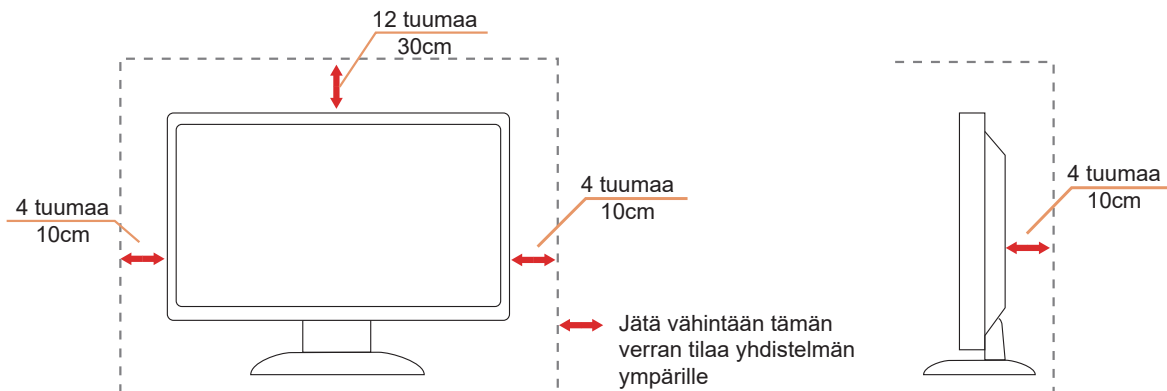 12 tuumaa
30cm
4 tuumaa
10cm
4 tuumaa
10cm
Jätä vähintään tämän
verran tilaa yhdistelmän
ympärille
4 tuumaa
10cm